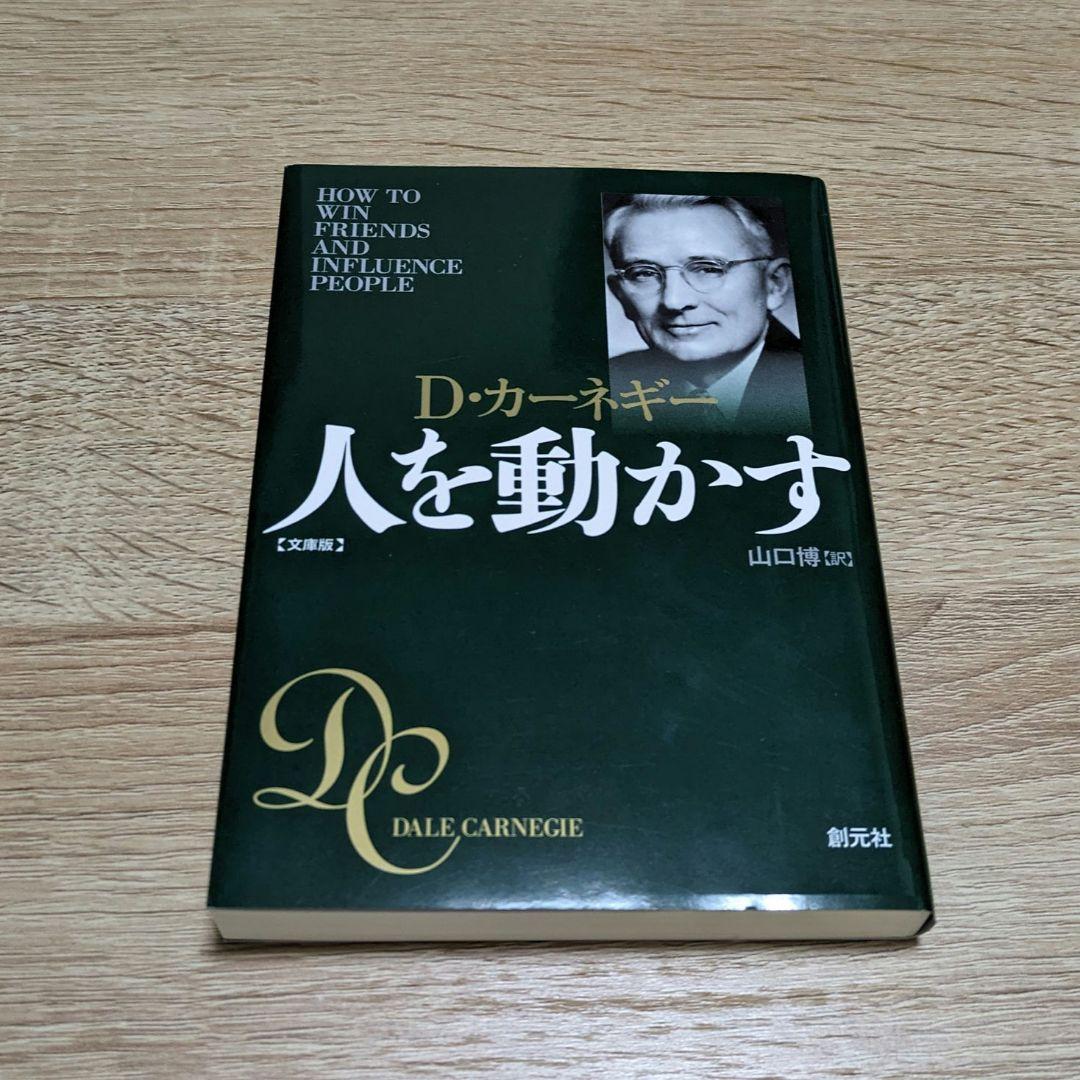 HOW TO
WIN
FRIENDS
AND
INFLUENCE
PEOPLE
D・カーネギー
人を動かす
【文庫版】
山口博【訳】
DC
DALE CARNEGIE
創元社